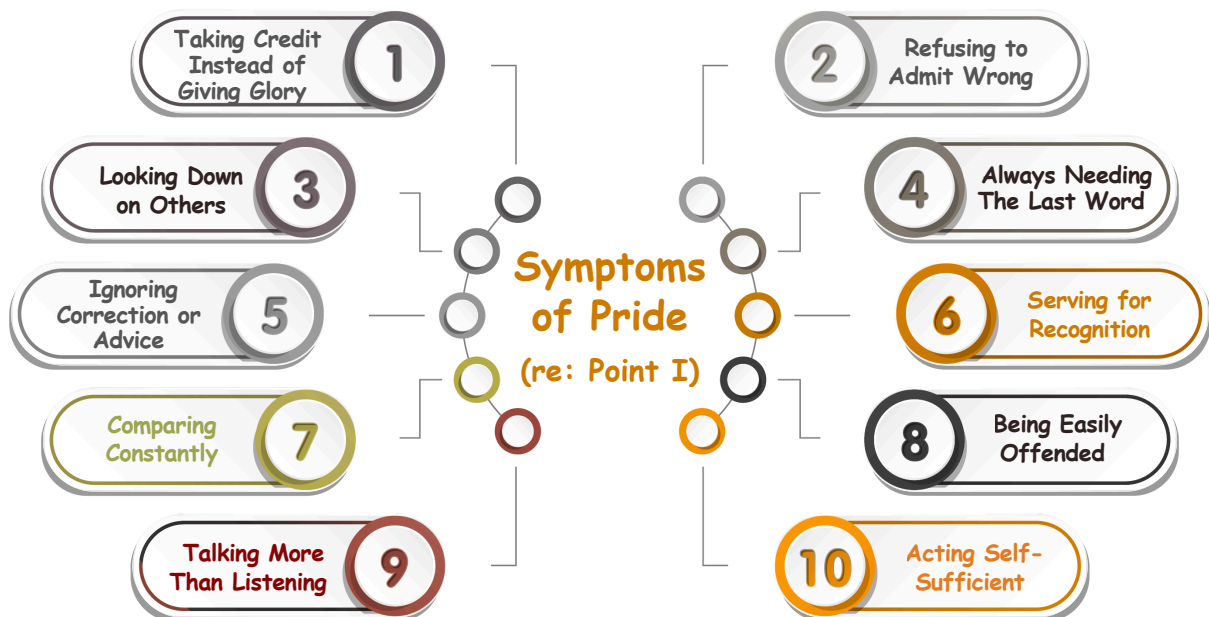 Taking Credit
Instead of
Giving Glory
1
2
Refusing to
Admit Wrong
Looking Down
on Others
3
4
Always Needing
The Last Word
Symptoms
of Pride
(re: Point I)
Ignoring
Correction or
Advice
5
6
Serving for
Recognition
Comparing
Constantly
7
8
Being Easily
Offended
Talking More
Than Listening
9
10
Acting Self-
Sufficient